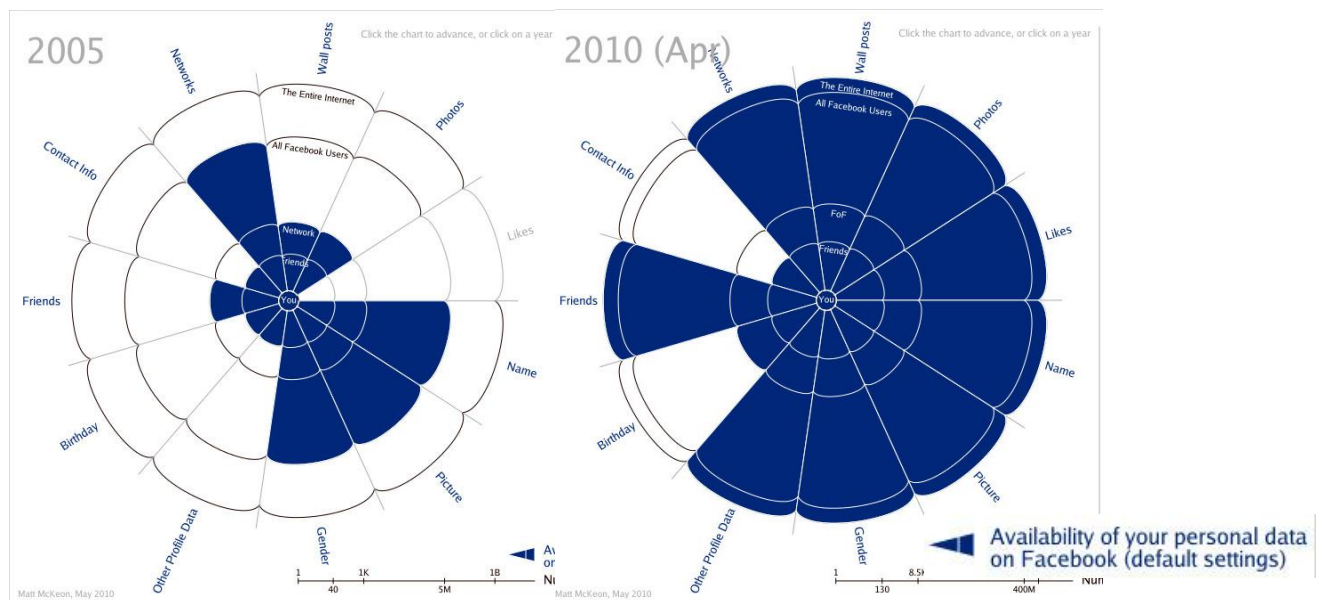 2005
Click the chart to advance, or click on a year
Wall posts
Networks
The Entire Internet
Photos
All Facebook Users
Contact Info
Likes
Network
Friends
You
Friends
Name
Birthday
Picture
Other Profile Data
Gender
1
1K
1B
40
5M
Matt McKeon, May 2010
2010 (Apr)
Click the chart to advance, or click on a year
Wall posts
Networks
The Entire Internet
Photos
All Facebook Users
Contact Info
FoF
Likes
Friends
You
Friends
Name
Birthday
Picture
Other Profile Data
Gender
Availability of your personal data
on Facebook (default settings)
1
130
400M
Matt McKeon, May 2010